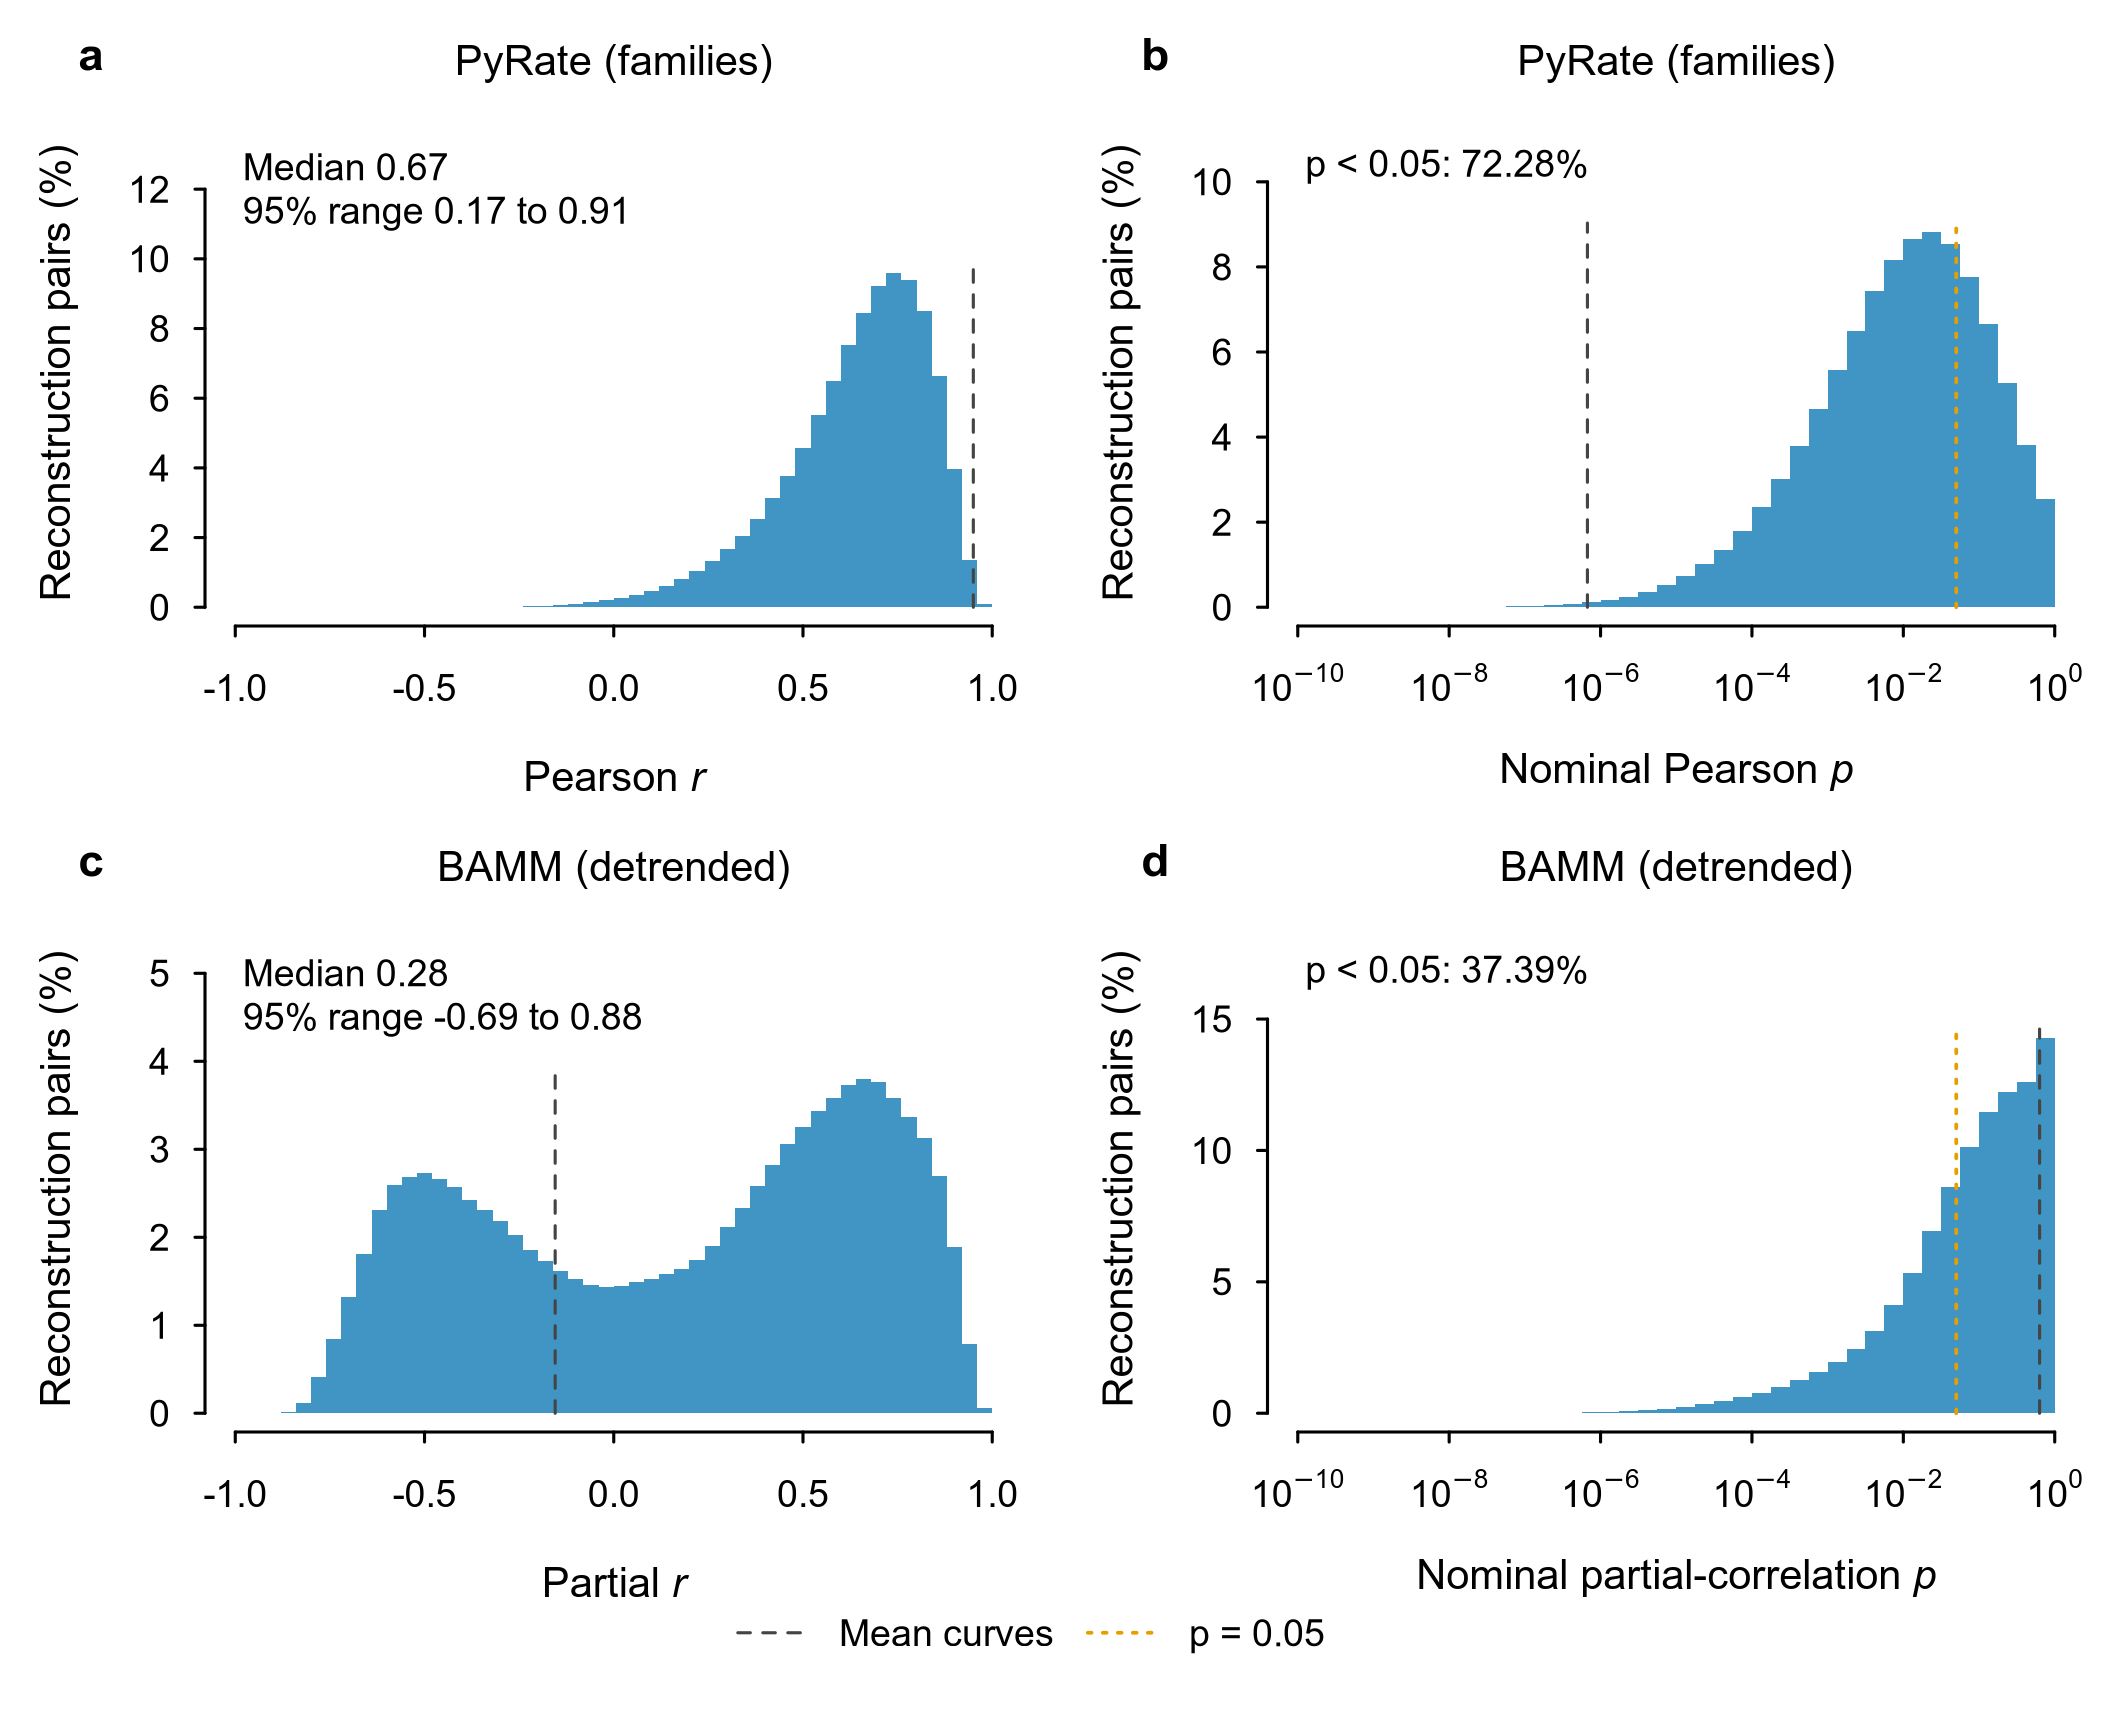 a
PyRate (families)
Reconstruction pairs (%)
Median 0.67
95% range 0.17 to 0.91
12
10
8
6
4
2
0
-1.0 -0.5 0.0 0.5 1.0
Pearson r
b
PyRate (families)
Reconstruction pairs (%)
p < 0.05: 72.28%
10
8
6
4
2
0
10⁻¹⁰ 10⁻⁸ 10⁻⁶ 10⁻⁴ 10⁻² 10⁰
Nominal Pearson p
c
BAMM (detrended)
Reconstruction pairs (%)
Median 0.28
95% range -0.69 to 0.88
5
4
3
2
1
0
-1.0 -0.5 0.0 0.5 1.0
Partial r
d
BAMM (detrended)
Reconstruction pairs (%)
p < 0.05: 37.39%
15
10
5
0
10⁻¹⁰ 10⁻⁸ 10⁻⁶ 10⁻⁴ 10⁻² 10⁰
Nominal partial-correlation p
Mean curves p = 0.05